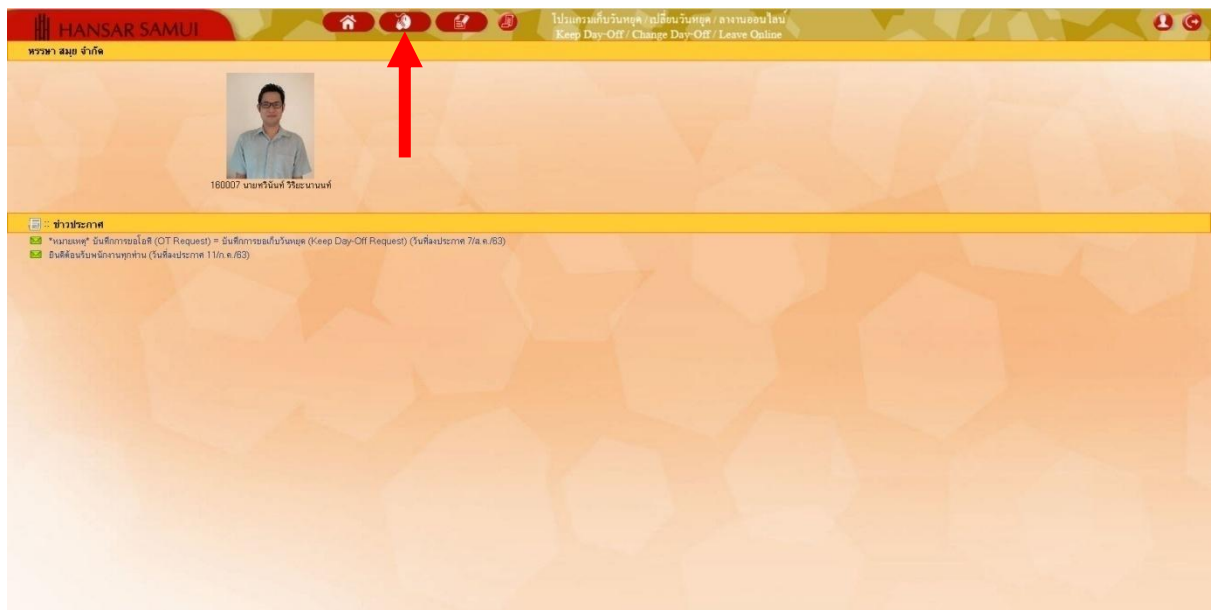 HANSAR SAMUI
โปรแกรมเก็บวันหยุด / เปลี่ยนวันหยุด / ลางานออนไลน์
Keep Day-Off / Change Day-Off / Leave Online
หรรษา สมุย จำกัด
160007 นายทวินันท์ วิริยะนานนท์
:: ข่าวประกาศ
*หมายเหตุ* บันทึกการขอโอที (OT Request) = บันทึกการขอเก็บวันหยุด (Keep Day-Off Request) (วันที่ลงประกาศ 7/ส.ค./63)
ยินดีต้อนรับพนักงานทุกท่าน (วันที่ลงประกาศ 11/ก.ค./63)